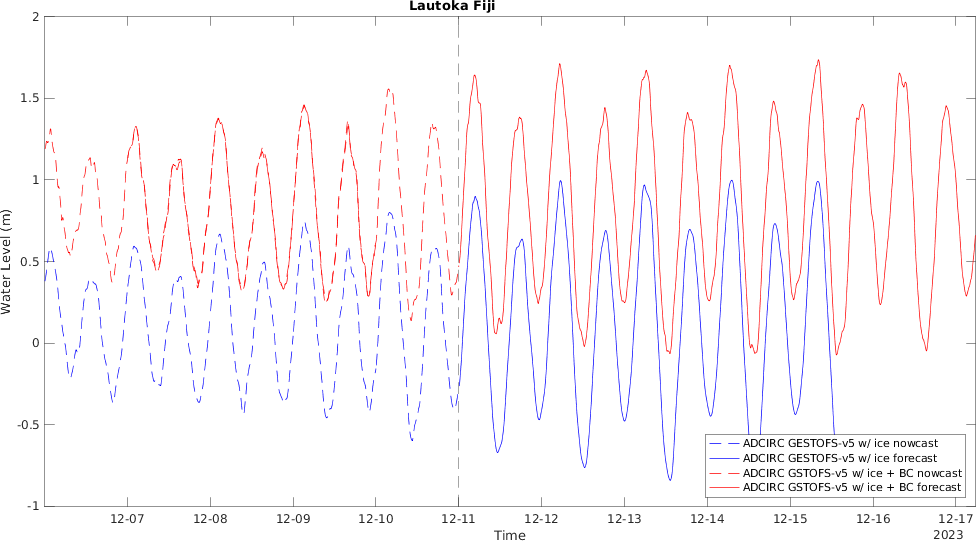 Lautoka Fiji
2
1.5
1
0.5
0
-0.5
-1
Water Level (m)
ADCIRC GESTOFS-v5 w/ ice nowcast
ADCIRC GESTOFS-v5 w/ ice forecast
ADCIRC GSTOFS-v5 w/ ice + BC nowcast
ADCIRC GSTOFS-v5 w/ ice + BC forecast
12-07 12-08 12-09 12-10 12-11 12-12 12-13 12-14 12-15 12-16 12-17
Time
2023